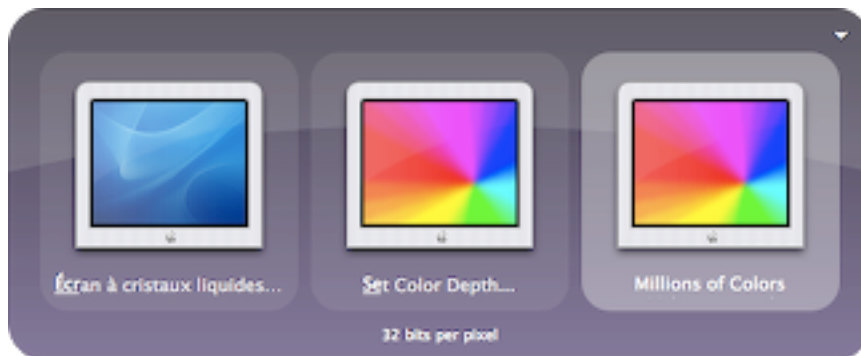 Écran à cristaux liquides...
Set Color Depth...
Millions of Colors
32 bits per pixel